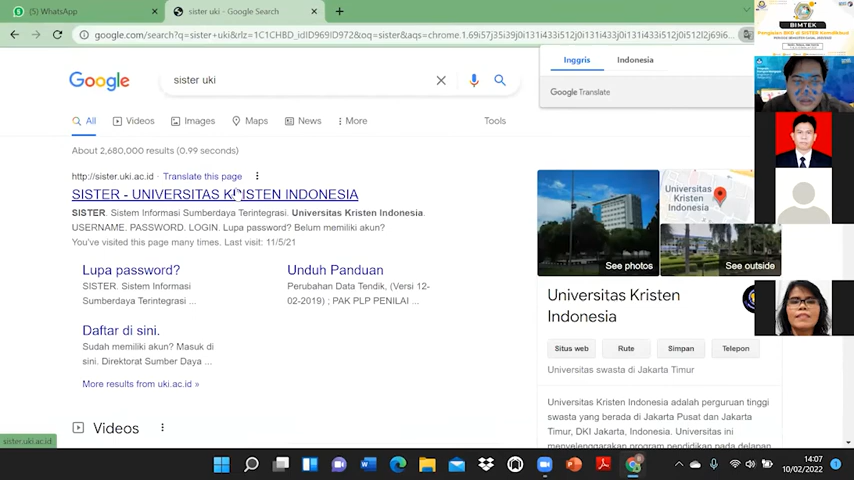 WhatsApp
sister uki - Google Search
google.com/search?q=sister+uki&rlz=1C1CHBD_idID969ID972&oq=sister&aqs=chrome.1.69i57j35i39j0i131i433i512j0i131i433j0i433i512j0i512j0i131i433i5...
Google
sister uki
All
Videos
Images
Maps
News
More
Tools
About 2,680,000 results (0.99 seconds)
http://sister.uki.ac.id
Translate this page
SISTER - UNIVERSITAS KRISTEN INDONESIA
SISTER. Sistem Informasi Sumberdaya Terintegrasi. Universitas Kristen Indonesia.
USERNAME. PASSWORD. LOGIN. Lupa password? Belum memiliki akun?
You've visited this page many times. Last visit: 11/5/21
Lupa password?
SISTER. Sistem Informasi
Sumberdaya Terintegrasi ...
Unduh Panduan
Perubahan Data Tendik, (Versi 12-
02-2019) ; PAK PLP PENILAI ...
Daftar di sini.
Sudah memiliki akun? Masuk di
sini. Direktorat Sumber Daya ...
More results from uki.ac.id »
Videos
sister.uki.ac.id
Inggris
Indonesia
Google Translate
Universitas
Kristen Indonesia
See photos
See outside
Universitas Kristen
Indonesia
Situs web
Rute
Simpan
Telepon
Universitas swasta di Jakarta Timur
Universitas Kristen Indonesia adalah perguruan tinggi
swasta yang berada di Jakarta Pusat dan Jakarta
Timur, DKI Jakarta, Indonesia. Universitas ini
menyelenggarakan program pendidikan pada delapan
BIMTEK
14:07
10/02/2022